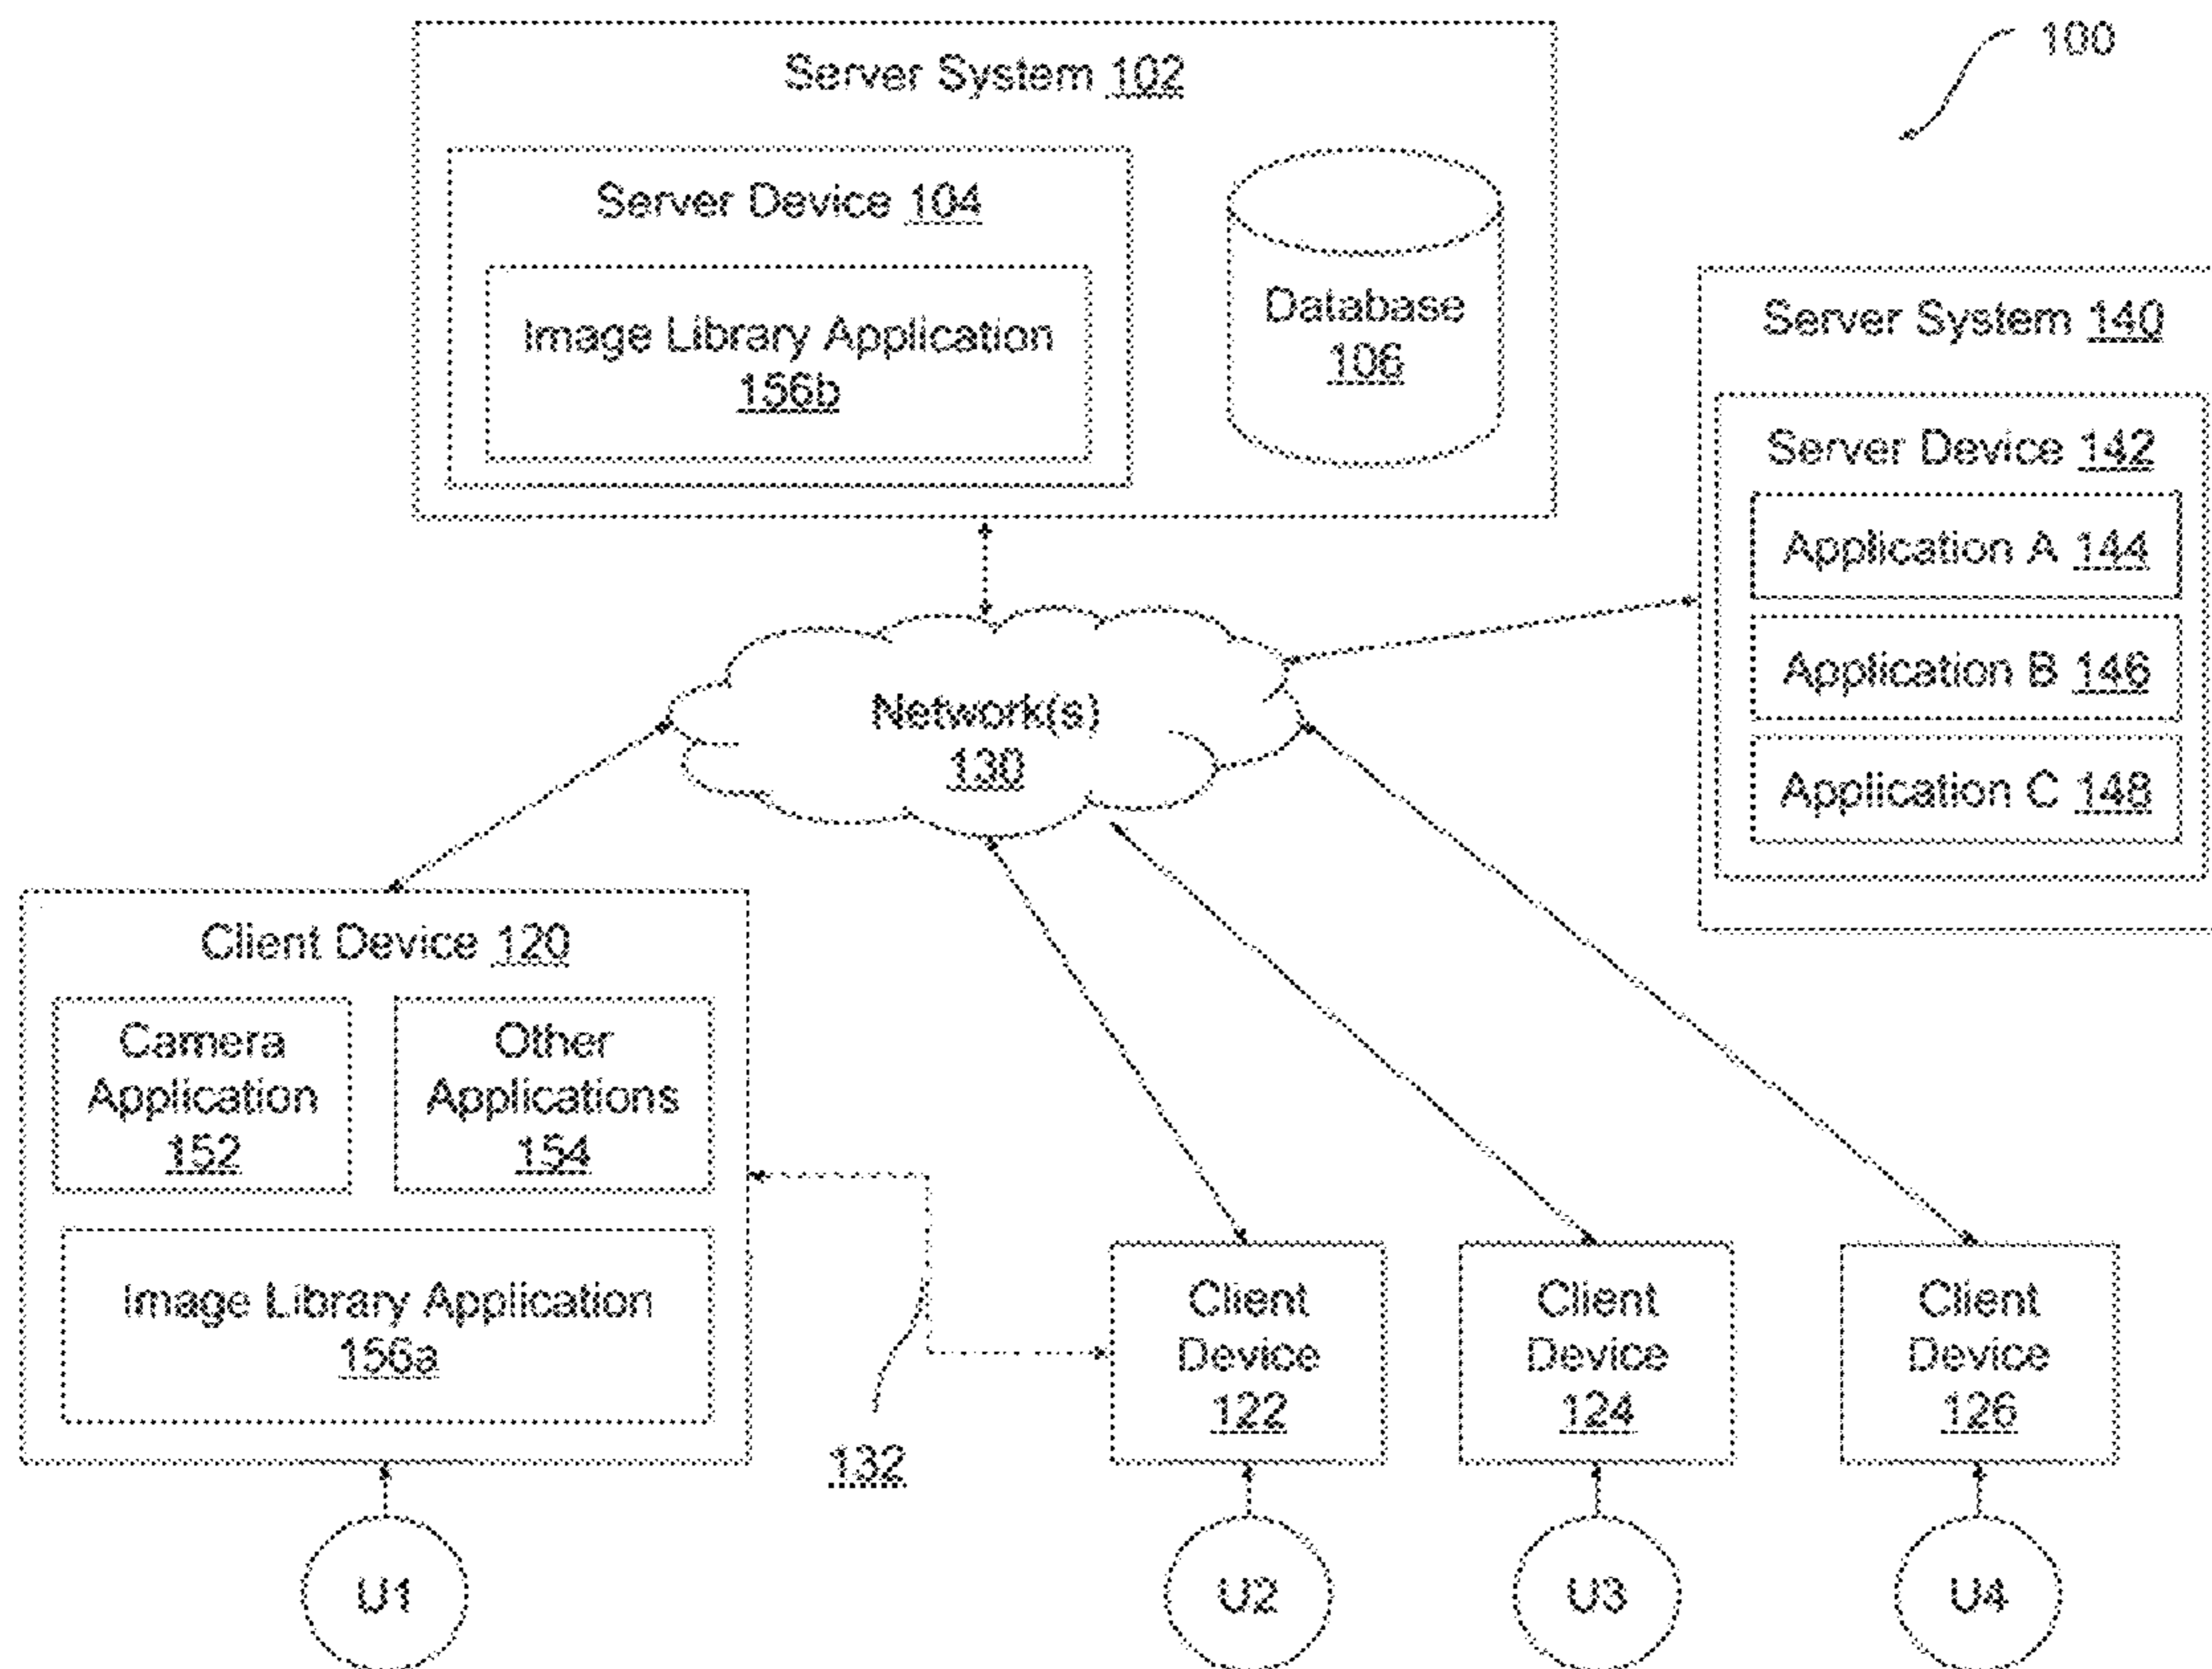 100
Server System 102
Server Device 104
Image Library Application
156b
Database
106
Server System 140
Server Device 142
Application A 144
Application B 146
Application C 148
Network(s)
130
Client Device 120
Camera
Application
152
Other
Applications
154
Image Library Application
156a
132
Client
Device
122
Client
Device
124
Client
Device
126
U1
U2
U3
U4